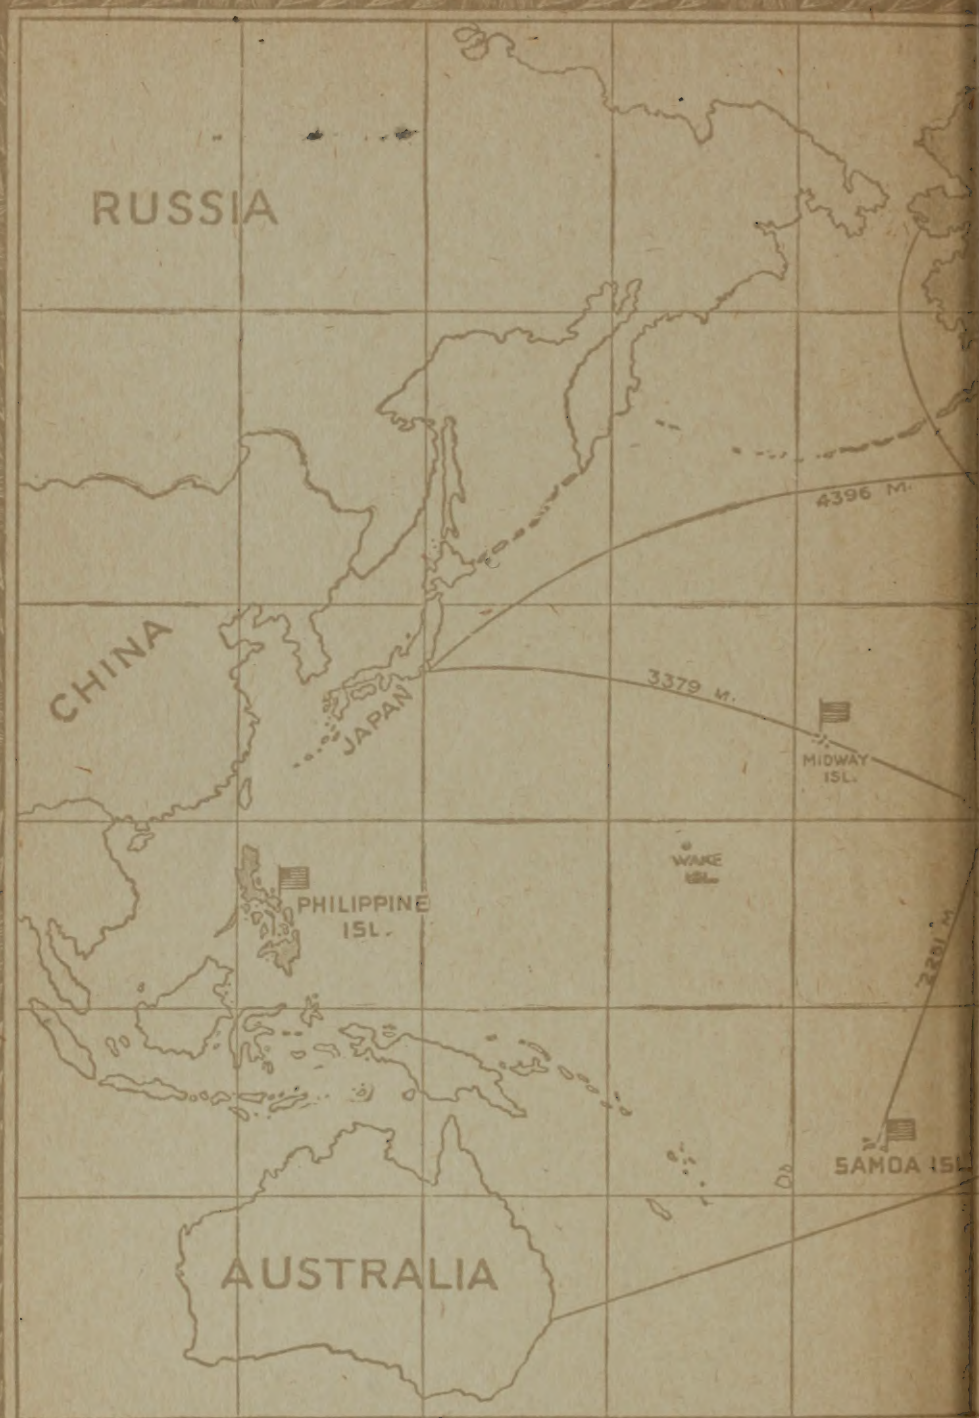 RUSSIA
4396 M.
CHINA
JAPAN
3379 M.
MIDWAY
ISL.
WAKE
ISL.
PHILIPPINE
ISL.
2281 M
SAMOA ISL
AUSTRALIA